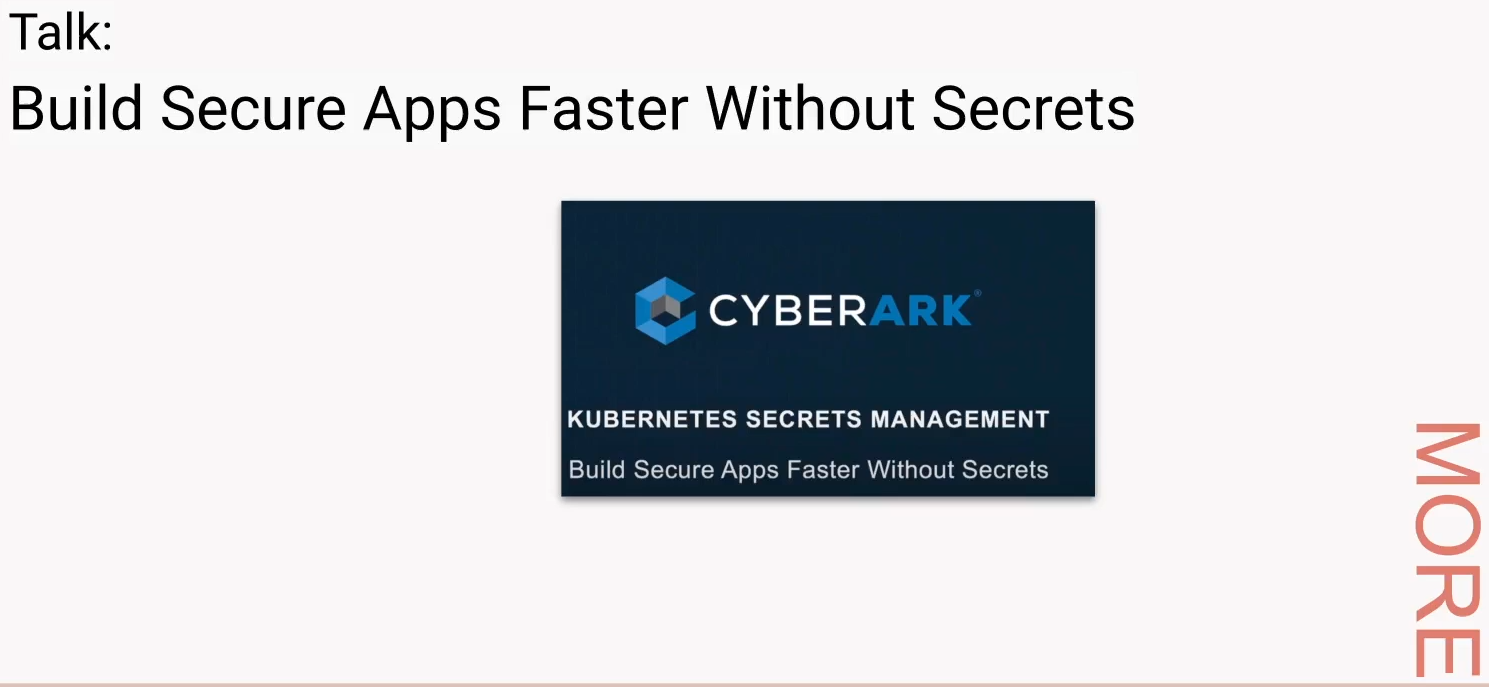 Talk:
Build Secure Apps Faster Without Secrets
CYBERARK®
KUBERNETES SECRETS MANAGEMENT
Build Secure Apps Faster Without Secrets
MORE